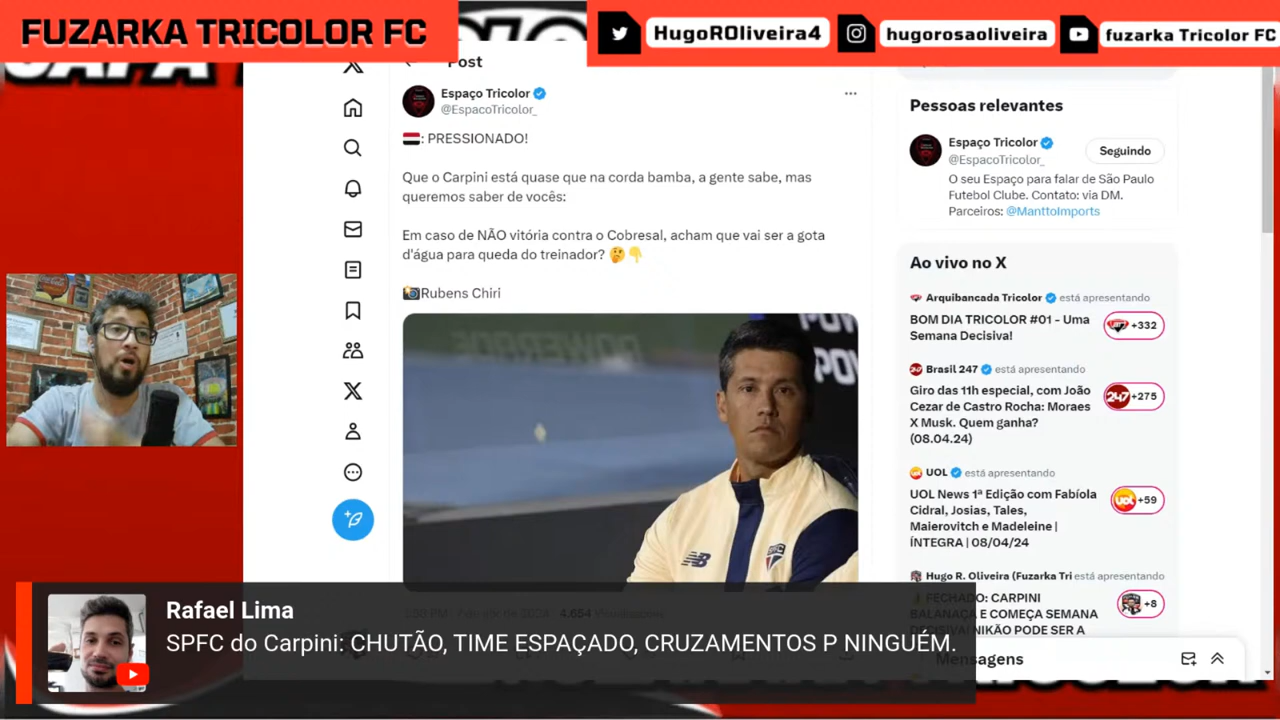 FUZARKA TRICOLOR FC
HugoROliveira4
hugorosaoliveira
fuzarka Tricolor FC
Post
Espaço Tricolor
@EspacoTricolor_
: PRESSIONADO!
Que o Carpini está quase que na corda bamba, a gente sabe, mas
queremos saber de vocês:
Em caso de NÃO vitória contra o Cobresal, acham que vai ser a gota
d'água para queda do treinador? 🤔👇
📸Rubens Chiri
Pessoas relevantes
Espaço Tricolor
@EspacoTricolor_
Seguindo
O seu Espaço para falar de São Paulo
Futebol Clube. Contato: via DM.
Parceiros: @ManttoImports
Ao vivo no X
Arquibancada Tricolor está apresentando
BOM DIA TRICOLOR #01 - Uma
Semana Decisiva!
+332
Brasil 247 está apresentando
Giro das 11h especial, com João
Cezar de Castro Rocha: Moraes
X Musk. Quem ganha?
(08.04.24)
247
+275
UOL está apresentando
UOL News 1ª Edição com Fabíola
Cidral, Josias, Tales,
Maierovitch e Madeleine |
ÍNTEGRA | 08/04/24
UOL
+59
Hugo R. Oliveira (Fuzarka Tri está apresentando
FECHADO: CARPINI
BALANAÇA E COMEÇA SEMANA
+8
Mensagens
4.654
Rafael Lima
SPFC do Carpini: CHUTÃO, TIME ESPAÇADO, CRUZAMENTOS P NINGUÉM.